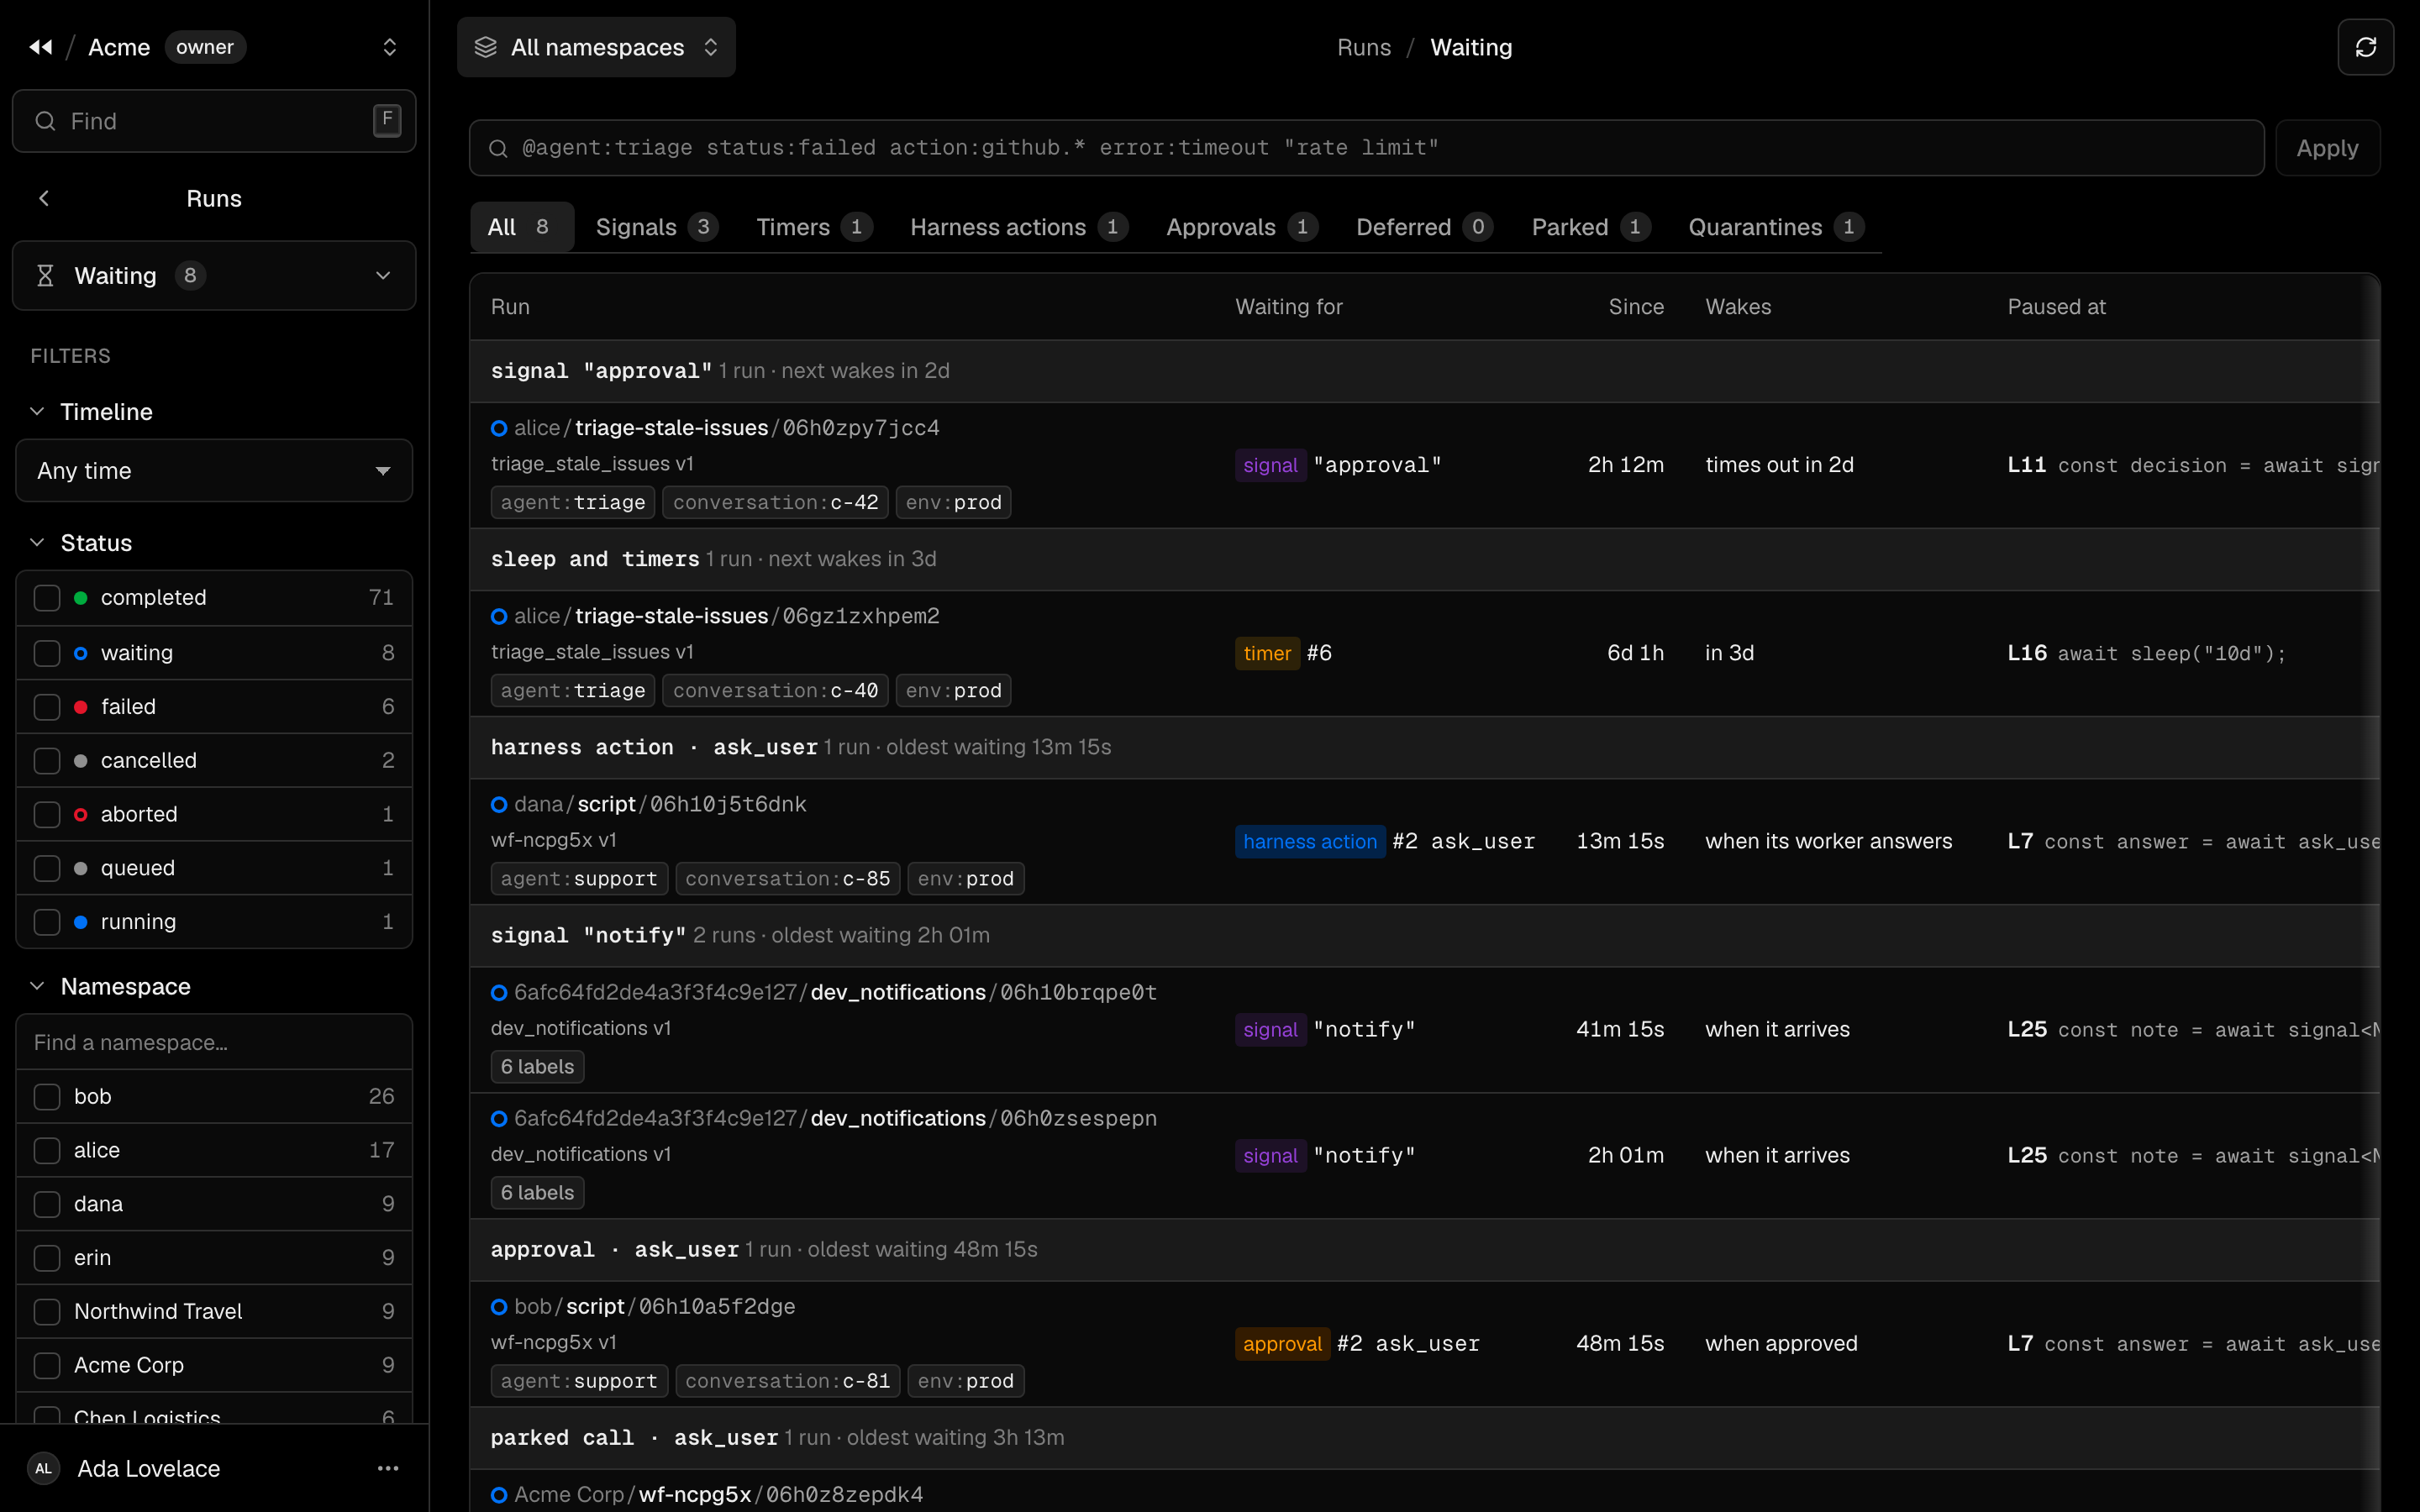 / Acme owner
Find F
Runs
Waiting 8
FILTERS
Timeline
Any time
Status
completed 71
waiting 8
failed 6
cancelled 2
aborted 1
queued 1
running 1
Namespace
Find a namespace…
bob 26
alice 17
dana 9
erin 9
Northwind Travel 9
Acme Corp 9
Chen Logistics 6
AL Ada Lovelace
All namespaces
Runs / Waiting
@agent:triage status:failed action:github.* error:timeout "rate limit"
Apply
All 8 Signals 3 Timers 1 Harness actions 1 Approvals 1 Deferred 0 Parked 1 Quarantines 1
Run Waiting for Since Wakes Paused at
signal "approval" 1 run · next wakes in 2d
alice/triage-stale-issues/06h0zpy7jcc4
triage_stale_issues v1
agent:triage conversation:c-42 env:prod
signal "approval" 2h 12m times out in 2d L11 const decision = await sign
sleep and timers 1 run · next wakes in 3d
alice/triage-stale-issues/06gz1zxhpem2
triage_stale_issues v1
agent:triage conversation:c-40 env:prod
timer #6 6d 1h in 3d L16 await sleep("10d");
harness action · ask_user 1 run · oldest waiting 13m 15s
dana/script/06h10j5t6dnk
wf-ncpg5x v1
agent:support conversation:c-85 env:prod
harness action #2 ask_user 13m 15s when its worker answers L7 const answer = await ask_use
signal "notify" 2 runs · oldest waiting 2h 01m
6afc64fd2de4a3f3f4c9e127/dev_notifications/06h10brqpe0t
dev_notifications v1
6 labels
signal "notify" 41m 15s when it arrives L25 const note = await signal<N
6afc64fd2de4a3f3f4c9e127/dev_notifications/06h0zsespepn
dev_notifications v1
6 labels
signal "notify" 2h 01m when it arrives L25 const note = await signal<N
approval · ask_user 1 run · oldest waiting 48m 15s
bob/script/06h10a5f2dge
wf-ncpg5x v1
agent:support conversation:c-81 env:prod
approval #2 ask_user 48m 15s when approved L7 const answer = await ask_use
parked call · ask_user 1 run · oldest waiting 3h 13m
Acme Corp/wf-ncpg5x/06h0z8zepdk4